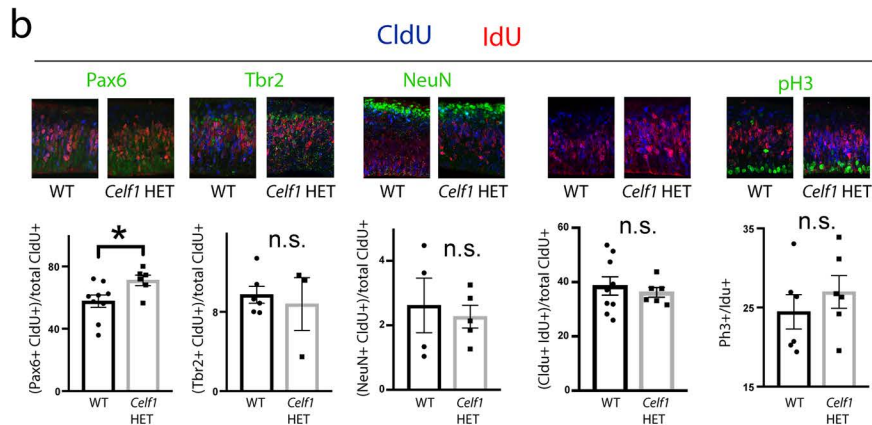 b
CldU IdU
Pax6 Tbr2 NeuN pH3
WT Celf1 HET WT Celf1 HET WT Celf1 HET WT Celf1 HET WT Celf1 HET
(Pax6+ CldU+)/total CldU+
80
60
40
20
*
WT Celf1 HET
(Tbr2+ CldU+)/total CldU+
8
0
n.s.
WT Celf1 HET
(NeuN+ CldU+)/total CldU+
4
2
0
n.s.
WT Celf1 HET
(Cldu+ IdU+)/total CldU+
60
40
20
0
n.s.
WT Celf1 HET
Ph3+/Idu+
35
25
15
n.s.
WT Celf1 HET